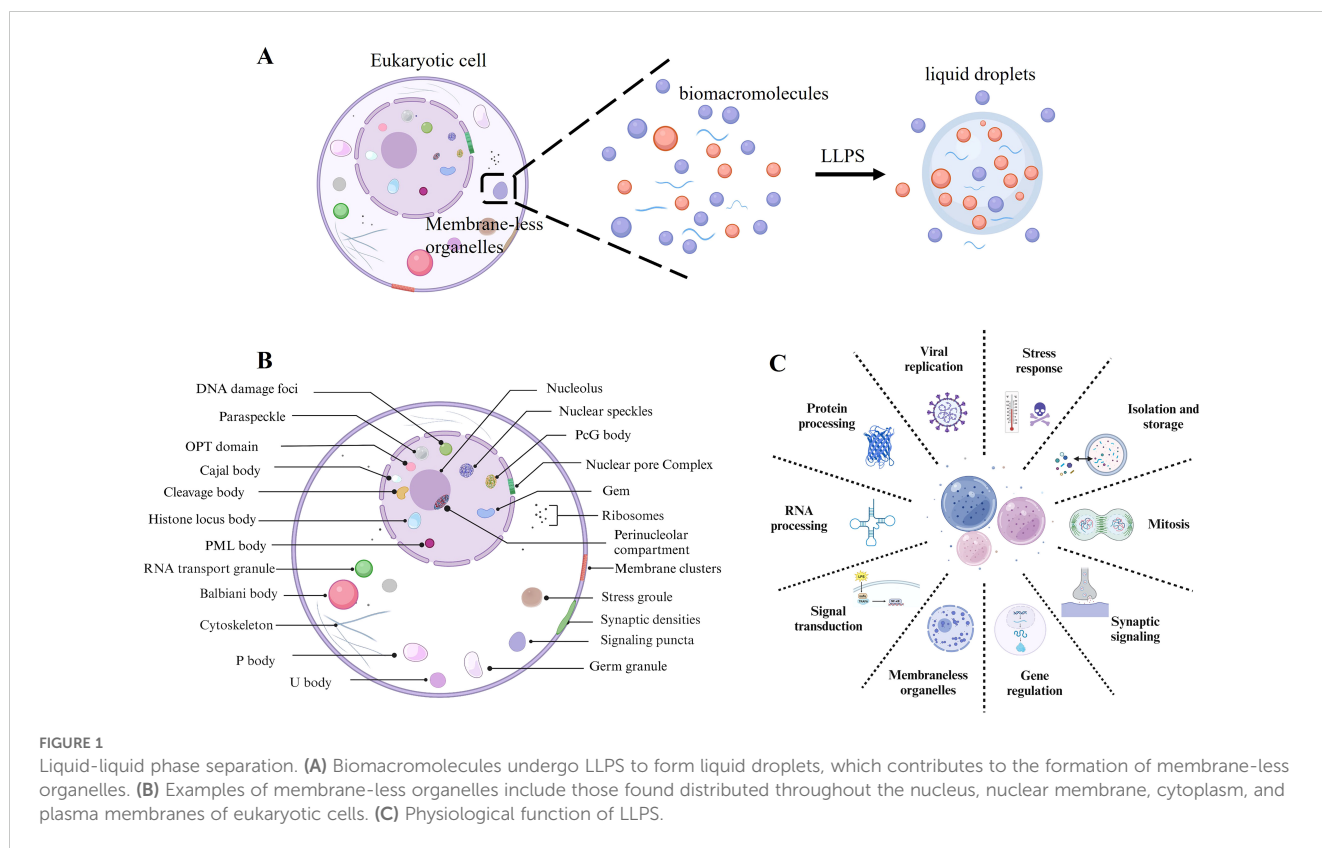 A
Eukaryotic cell
Membrane-less
organelles
biomacromolecules
LLPS
liquid droplets
B
DNA damage foci
Paraspeckle
OPT domain
Cajal body
Cleavage body
Histone locus body
PML body
RNA transport granule
Balbiani body
Cytoskeleton
P body
U body
Nucleolus
Nuclear speckles
PcG body
Nuclear pore Complex
Gem
Ribosomes
Perinucleolar
compartment
Membrane clusters
Stress groule
Synaptic densities
Signaling puncta
Germ granule
C
Viral
replication
Stress
response
Isolation and
storage
Mitosis
Synaptic
signaling
Gene
regulation
Membraneless
organelles
Signal
transduction
LPS
RNA
processing
Protein
processing
FIGURE 1
Liquid-liquid phase separation. (A) Biomacromolecules undergo LLPS to form liquid droplets, which contributes to the formation of membrane-less
organelles. (B) Examples of membrane-less organelles include those found distributed throughout the nucleus, nuclear membrane, cytoplasm, and
plasma membranes of eukaryotic cells. (C) Physiological function of LLPS.